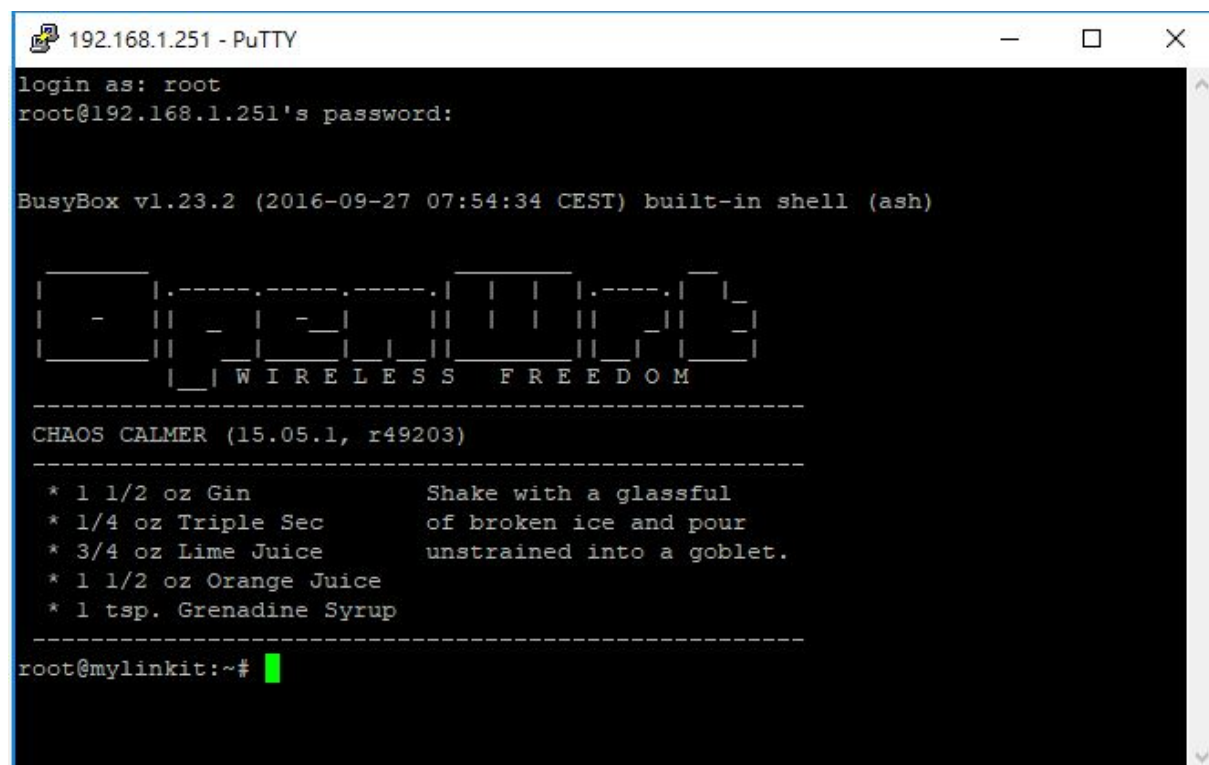 192.168.1.251 - PuTTY
login as: root
root@192.168.1.251's password:
BusyBox v1.23.2 (2016-09-27 07:54:34 CEST) built-in shell (ash)
OpenWrt
W I R E L E S S   F R E E D O M
-----------------------------------------------------
CHAOS CALMER (15.05.1, r49203)
-----------------------------------------------------
* 1 1/2 oz Gin            Shake with a glassful
* 1/4 oz Triple Sec       of broken ice and pour
* 3/4 oz Lime Juice       unstrained into a goblet.
* 1 1/2 oz Orange Juice
* 1 tsp. Grenadine Syrup
-----------------------------------------------------
root@mylinkit:~#